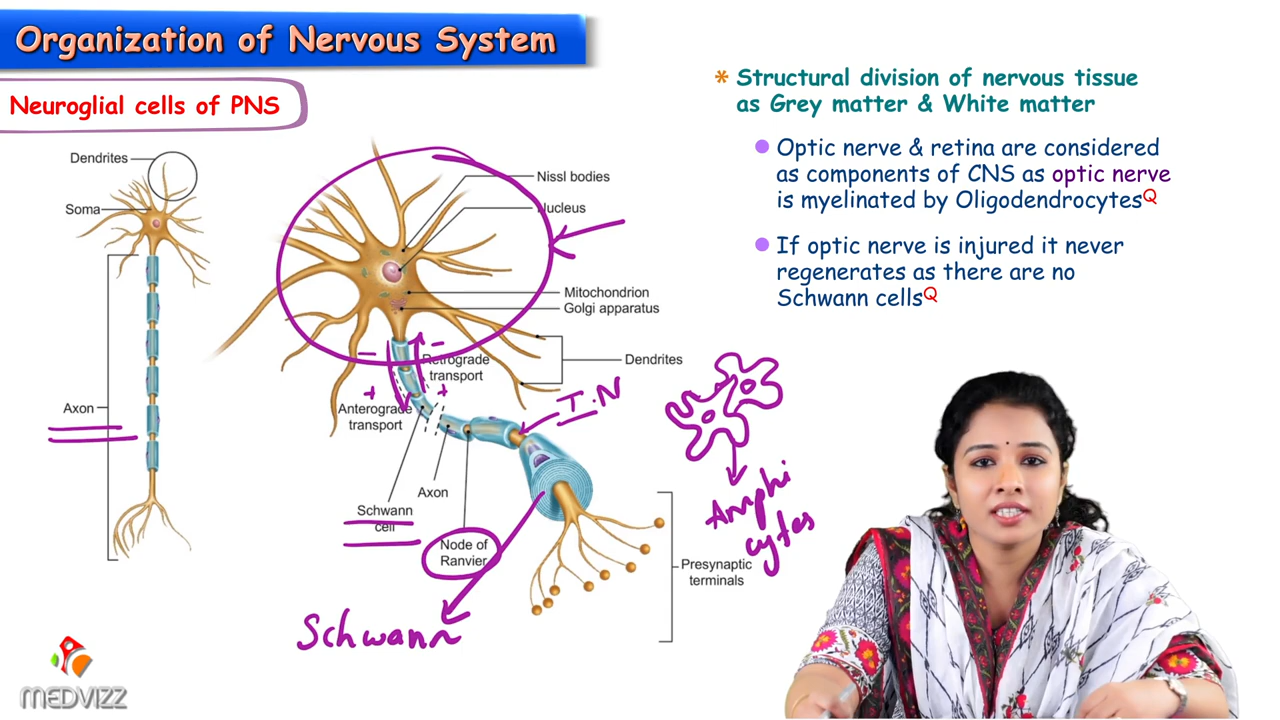 Organization of Nervous System
Neuroglial cells of PNS
Dendrites
Soma
Axon
Nissl bodies
Nucleus
Mitochondrion
Golgi apparatus
Dendrites
Retrograde
transport
Anterograde
transport
I.N
Schwann
cell
Axon
Node of
Ranvier
Presynaptic
terminals
Amphi
cytes
Schwann
* Structural division of nervous tissue
as Grey matter & White matter
Optic nerve & retina are considered
as components of CNS as optic nerve
is myelinated by OligodendrocytesQ
If optic nerve is injured it never
regenerates as there are no
Schwann cellsQ
MEDVIZZ